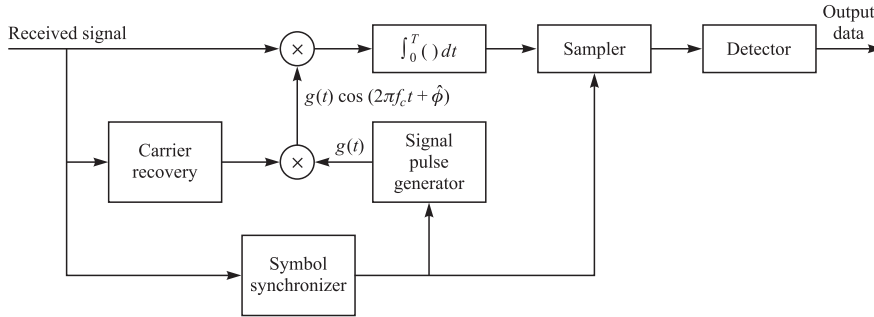 Received signal
Output
data
×
∫₀ᵀ ( ) dt
Sampler
Detector
g(t) cos (2πf_c t + φ̂)
Carrier
recovery
×
g(t)
Signal
pulse
generator
Symbol
synchronizer